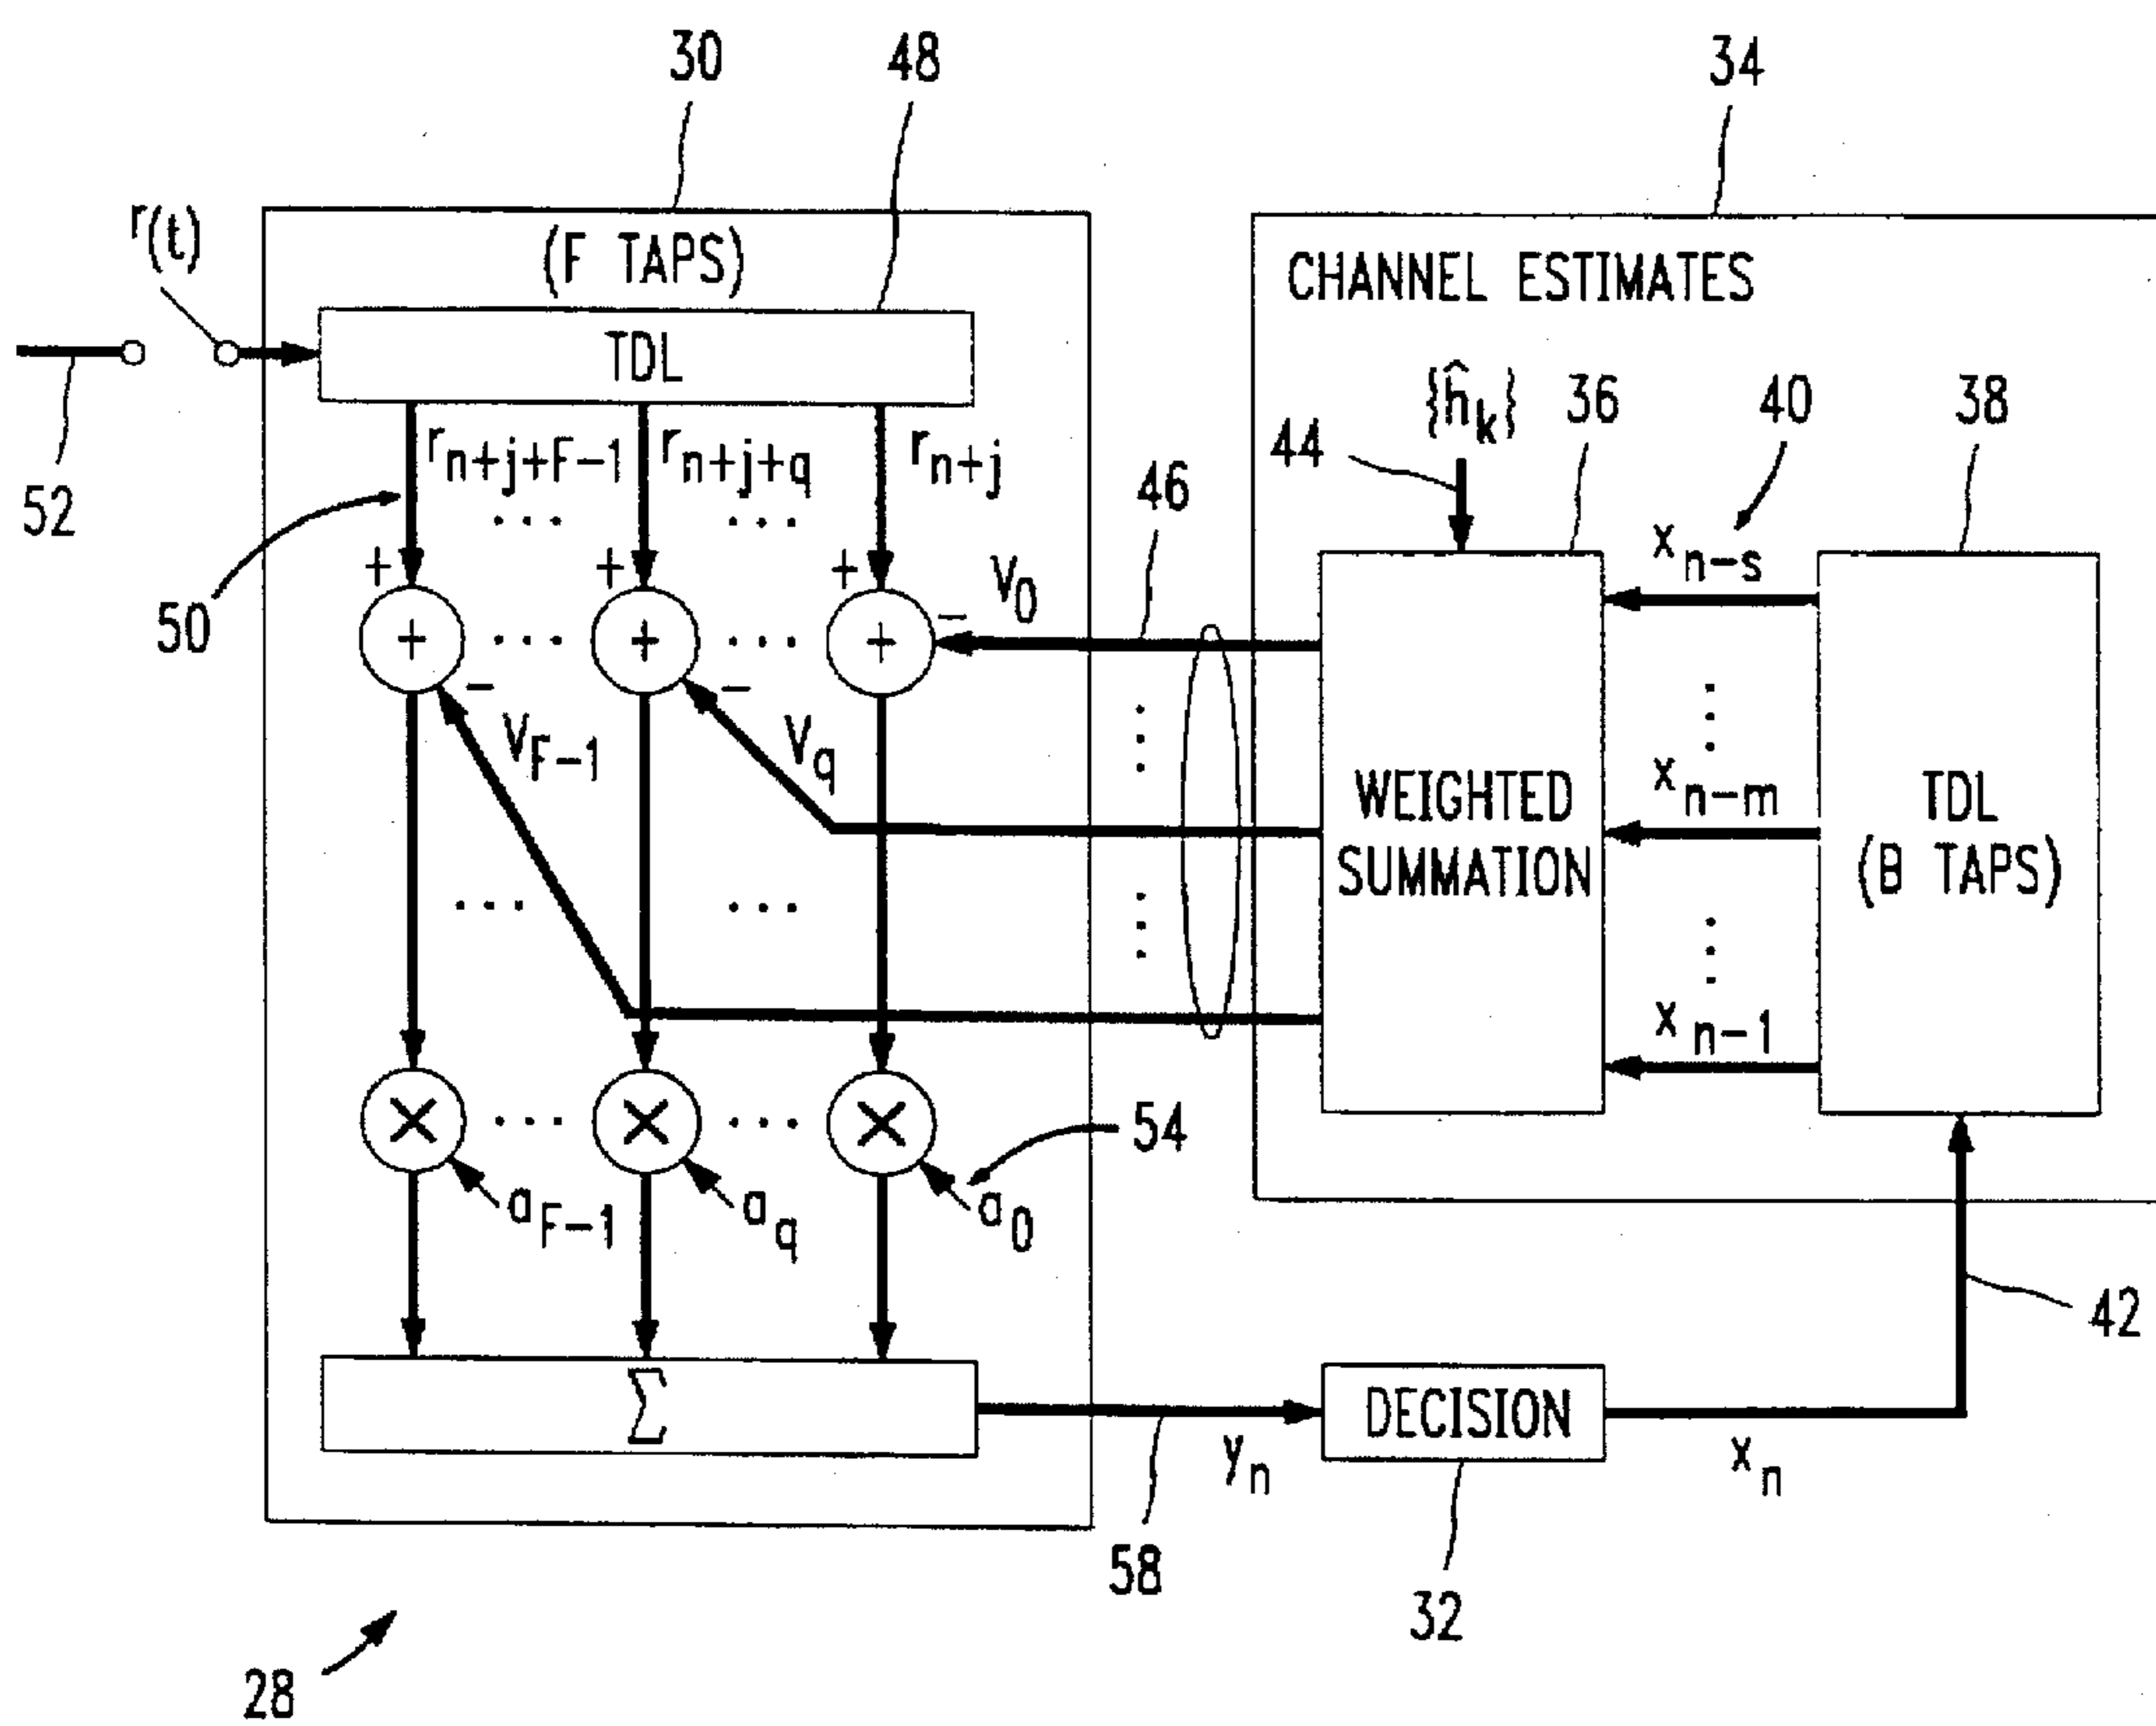 30
48
34
r(t)
(F TAPS)
CHANNEL ESTIMATES
TDL
{ĥk}
36
40
38
44
rn+j+F-1
rn+j+q
rn+j
46
52
... ...
xn-s
+ + +
V0
50
+ ... + ... +
- - -
VF-1
Vq
WEIGHTED
SUMMATION
xn-m
TDL
(B TAPS)
... ...
xn-1
× ... × ... ×
54
aF-1
aq
a0
42
Σ
DECISION
yn
xn
58
32
28